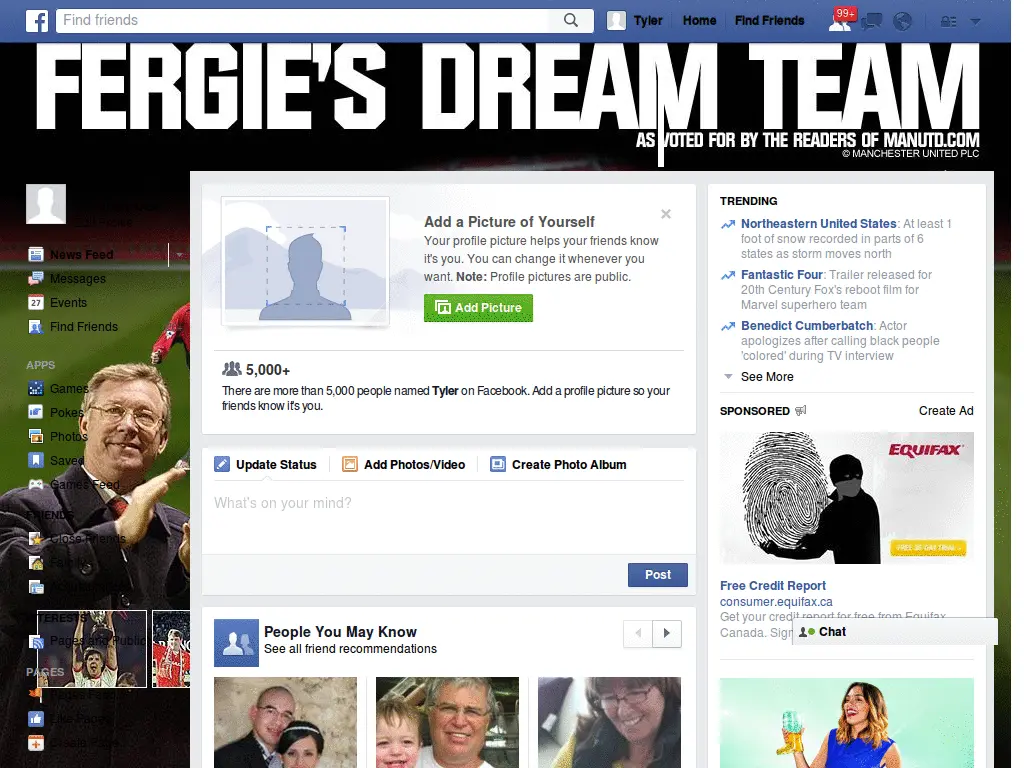 Find friends
Tyler
Home
Find Friends
99+
FERGIE'S DREAM TEAM
AS VOTED FOR BY THE READERS OF MANUTD.COM
© MANCHESTER UNITED PLC
News Feed
Messages
27 Events
Find Friends
APPS
Games
Pokes
Photos
Saved
Games Feed
FRIENDS
Close Friends
INTERESTS
Pages and Public
PAGES
Like Pages
Add a Picture of Yourself
Your profile picture helps your friends know
it's you. You can change it whenever you
want. Note: Profile pictures are public.
Add Picture
5,000+
There are more than 5,000 people named Tyler on Facebook. Add a profile picture so your
friends know it's you.
Update Status
Add Photos/Video
Create Photo Album
What's on your mind?
Post
People You May Know
See all friend recommendations
TRENDING
Northeastern United States: At least 1
foot of snow recorded in parts of 6
states as storm moves north
Fantastic Four: Trailer released for
20th Century Fox's reboot film for
Marvel superhero team
Benedict Cumberbatch: Actor
apologizes after calling black people
'colored' during TV interview
See More
SPONSORED
Create Ad
EQUIFAX
FREE 30-DAY TRIAL
Free Credit Report
consumer.equifax.ca
Get your credit report for free from Equifax
Canada. Sign
Chat